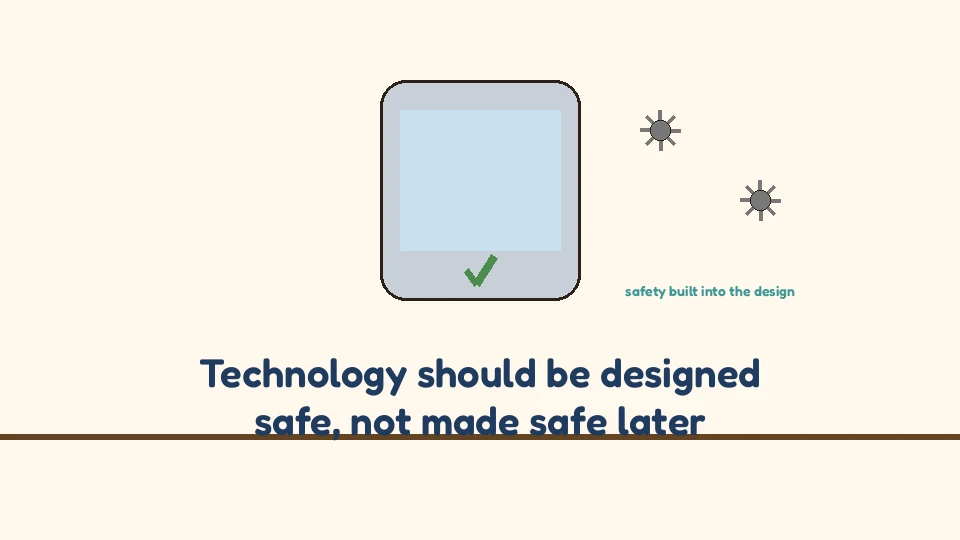 safety built into the design
Technology should be designed
safe, not made safe later